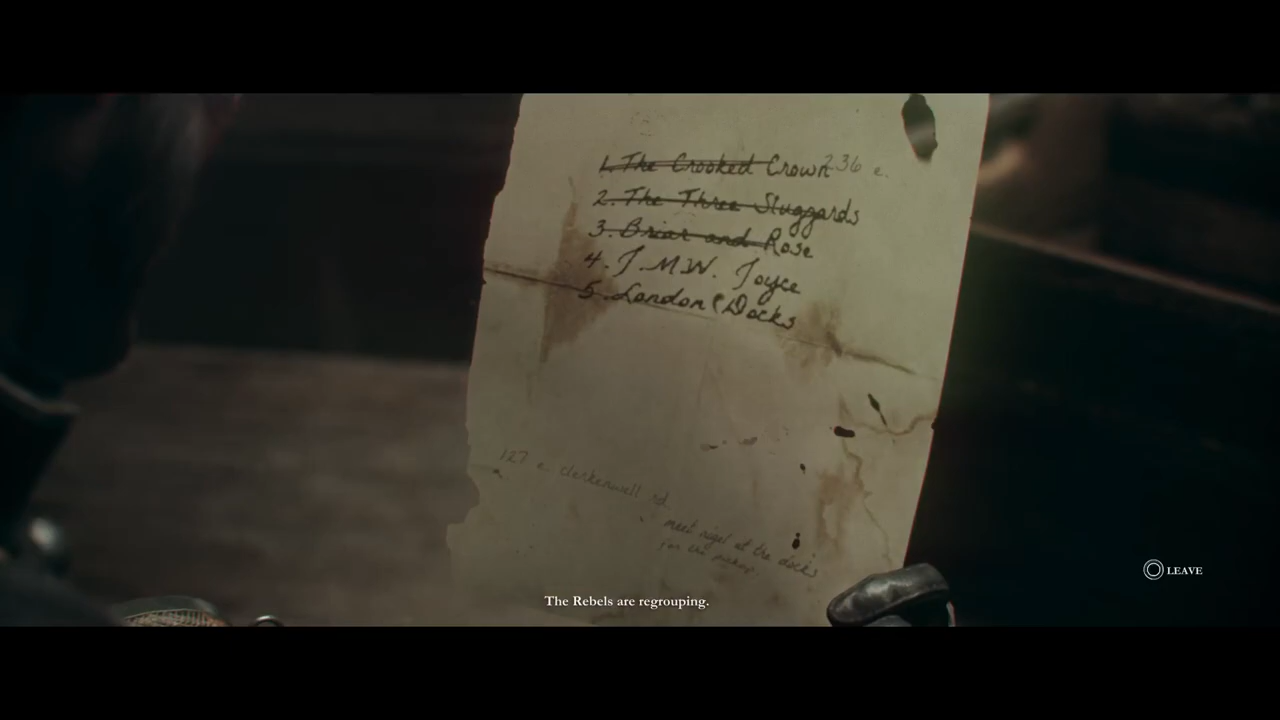 1. The Crooked Crown 236 e.
2. The Three Sluggards
3. Briar and Rose
4. J. M.W. Joyce
5. London Docks
127 e. clerkenwell rd.
meet nigel at the docks
for the pickup
The Rebels are regrouping.
LEAVE